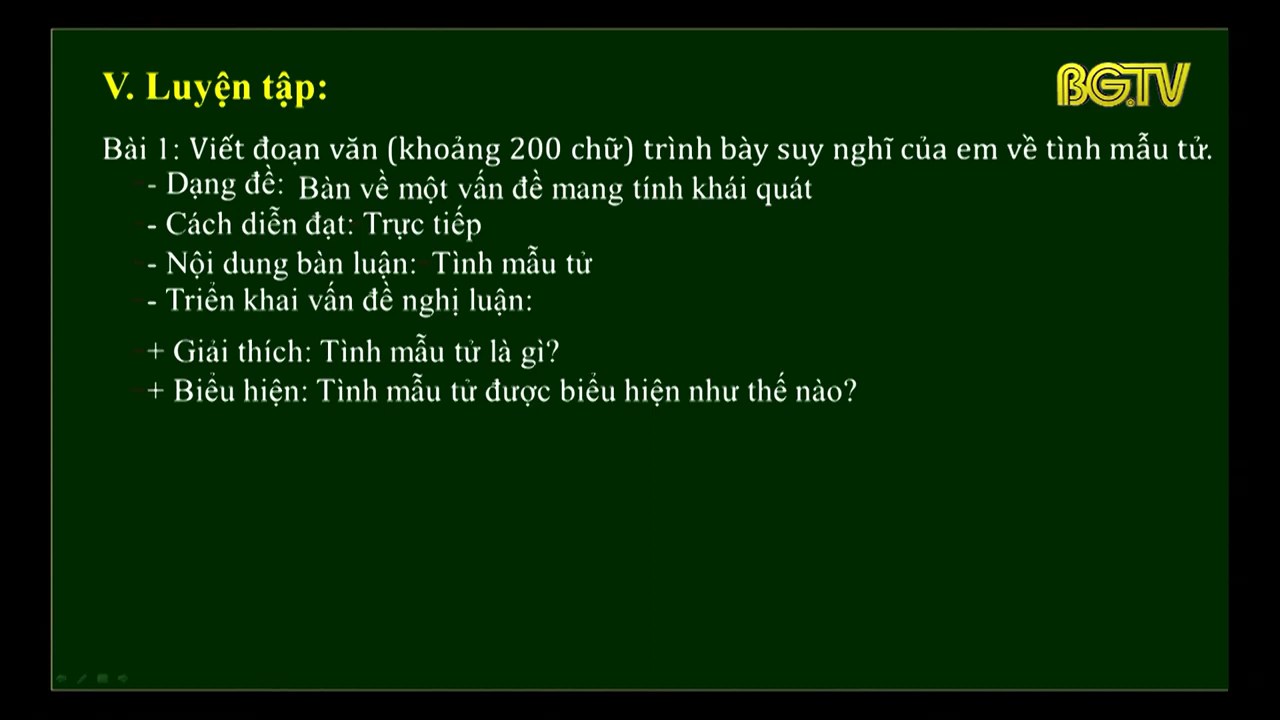 V. Luyện tập:
BG.TV
Bài 1: Viết đoạn văn (khoảng 200 chữ) trình bày suy nghĩ của em về tình mẫu tử.
- Dạng đề: Bàn về một vấn đề mang tính khái quát
- Cách diễn đạt: Trực tiếp
- Nội dung bàn luận: Tình mẫu tử
- Triển khai vấn đề nghị luận:
+ Giải thích: Tình mẫu tử là gì?
+ Biểu hiện: Tình mẫu tử được biểu hiện như thế nào?